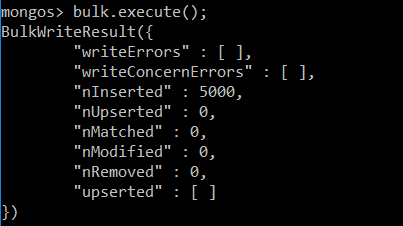 mongos> bulk.execute();
BulkWriteResult({
        "writeErrors" : [ ],
        "writeConcernErrors" : [ ],
        "nInserted" : 5000,
        "nUpserted" : 0,
        "nMatched" : 0,
        "nModified" : 0,
        "nRemoved" : 0,
        "upserted" : [ ]
})